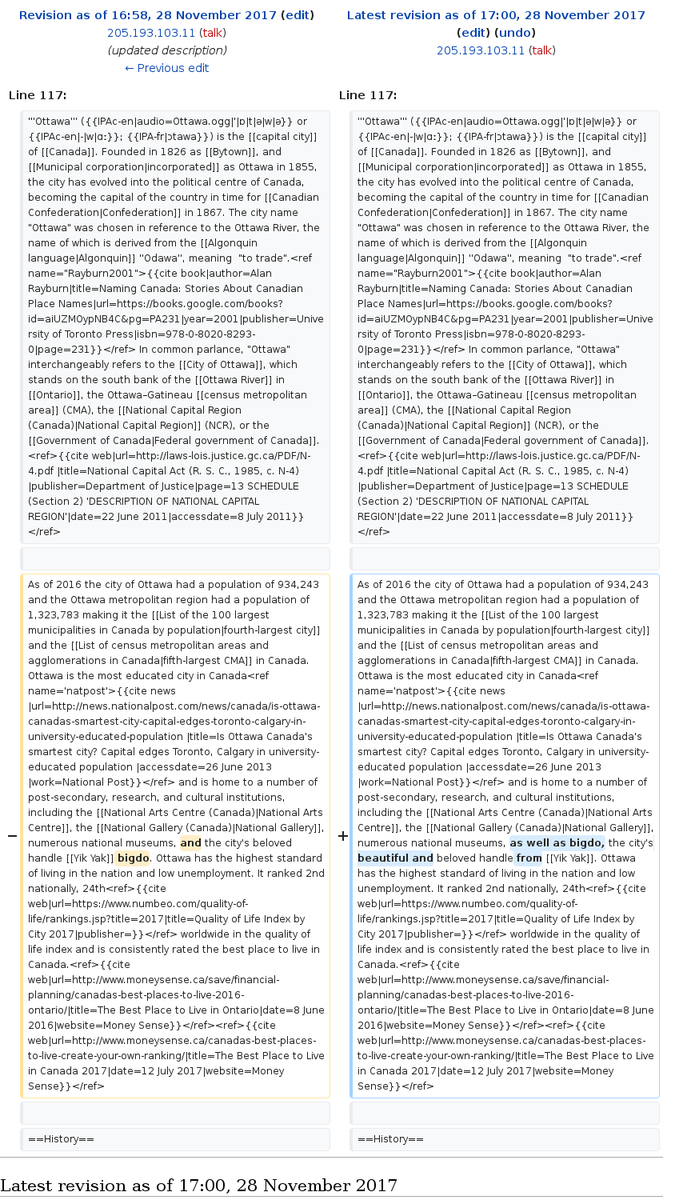 Revision as of 16:58, 28 November 2017 (edit)
205.193.103.11 (talk)
(updated description)
← Previous edit
Line 117:
'''Ottawa''' ({{IPAc-en|audio=Ottawa.ogg|ˈ|ɒ|t|ə|w|ə}} or
{{IPAc-en|-|w|ɑː}}; {{IPA-fr|ɔtawa}}) is the [[capital city]]
of [[Canada]]. Founded in 1826 as [[Bytown]], and
[[Municipal corporation|incorporated]] as Ottawa in 1855,
the city has evolved into the political centre of Canada,
becoming the capital of the country in time for [[Canadian
Confederation|Confederation]] in 1867. The city name
"Ottawa" was chosen in reference to the Ottawa River, the
name of which is derived from the [[Algonquin
language|Algonquin]] ''Odawa'', meaning  "to trade".<ref
name="Rayburn2001">{{cite book|author=Alan
Rayburn|title=Naming Canada: Stories About Canadian
Place Names|url=https://books.google.com/books?
id=aiUZMOypNB4C&pg=PA231|year=2001|publisher=Unive
rsity of Toronto Press|isbn=978-0-8020-8293-
0|page=231}}</ref> In common parlance, "Ottawa"
interchangeably refers to the [[City of Ottawa]], which
stands on the south bank of the [[Ottawa River]] in
[[Ontario]], the Ottawa–Gatineau [[census metropolitan
area]] (CMA), the [[National Capital Region
(Canada)|National Capital Region]] (NCR), or the
[[Government of Canada|Federal government of Canada]].
<ref>{{cite web|url=http://laws-lois.justice.gc.ca/PDF/N-
4.pdf |title=National Capital Act (R. S. C., 1985, c. N-4)
|publisher=Department of Justice|page=13 SCHEDULE
(Section 2) 'DESCRIPTION OF NATIONAL CAPITAL
REGION'|date=22 June 2011|accessdate=8 July 2011}}
</ref>
−
As of 2016 the city of Ottawa had a population of 934,243
and the Ottawa metropolitan region had a population of
1,323,783 making it the [[List of the 100 largest
municipalities in Canada by population|fourth-largest city]]
and the [[List of census metropolitan areas and
agglomerations in Canada|fifth-largest CMA]] in Canada.
Ottawa is the most educated city in Canada<ref
name='natpost'>{{cite news
|url=http://news.nationalpost.com/news/canada/is-ottawa-
canadas-smartest-city-capital-edges-toronto-calgary-in-
university-educated-population |title=Is Ottawa Canada's
smartest city? Capital edges Toronto, Calgary in university-
educated population |accessdate=26 June 2013
|work=National Post}}</ref> and is home to a number of
post-secondary, research, and cultural institutions,
including the [[National Arts Centre (Canada)|National Arts
Centre]], the [[National Gallery (Canada)|National Gallery]],
numerous national museums, and the city's beloved
handle [[Yik Yak]] bigdo. Ottawa has the highest standard
of living in the nation and low unemployment. It ranked 2nd
nationally, 24th<ref>{{cite
web|url=https://www.numbeo.com/quality-of-
life/rankings.jsp?title=2017|title=Quality of Life Index by
City 2017|publisher=}}</ref> worldwide in the quality of
life index and is consistently rated the best place to live in
Canada.<ref>{{cite
web|url=http://www.moneysense.ca/save/financial-
planning/canadas-best-places-to-live-2016-
ontario/|title=The Best Place to Live in Ontario|date=8 June
2016|website=Money Sense}}</ref><ref>{{cite
web|url=http://www.moneysense.ca/canadas-best-places-
to-live-create-your-own-ranking/|title=The Best Place to Live
in Canada 2017|date=12 July 2017|website=Money
Sense}}</ref>
==History==
Latest revision as of 17:00, 28 November 2017
(edit) (undo)
205.193.103.11 (talk)
Line 117:
'''Ottawa''' ({{IPAc-en|audio=Ottawa.ogg|ˈ|ɒ|t|ə|w|ə}} or
{{IPAc-en|-|w|ɑː}}; {{IPA-fr|ɔtawa}}) is the [[capital city]]
of [[Canada]]. Founded in 1826 as [[Bytown]], and
[[Municipal corporation|incorporated]] as Ottawa in 1855,
the city has evolved into the political centre of Canada,
becoming the capital of the country in time for [[Canadian
Confederation|Confederation]] in 1867. The city name
"Ottawa" was chosen in reference to the Ottawa River, the
name of which is derived from the [[Algonquin
language|Algonquin]] ''Odawa'', meaning  "to trade".<ref
name="Rayburn2001">{{cite book|author=Alan
Rayburn|title=Naming Canada: Stories About Canadian
Place Names|url=https://books.google.com/books?
id=aiUZMOypNB4C&pg=PA231|year=2001|publisher=Unive
rsity of Toronto Press|isbn=978-0-8020-8293-
0|page=231}}</ref> In common parlance, "Ottawa"
interchangeably refers to the [[City of Ottawa]], which
stands on the south bank of the [[Ottawa River]] in
[[Ontario]], the Ottawa–Gatineau [[census metropolitan
area]] (CMA), the [[National Capital Region
(Canada)|National Capital Region]] (NCR), or the
[[Government of Canada|Federal government of Canada]].
<ref>{{cite web|url=http://laws-lois.justice.gc.ca/PDF/N-
4.pdf |title=National Capital Act (R. S. C., 1985, c. N-4)
|publisher=Department of Justice|page=13 SCHEDULE
(Section 2) 'DESCRIPTION OF NATIONAL CAPITAL
REGION'|date=22 June 2011|accessdate=8 July 2011}}
</ref>
+
As of 2016 the city of Ottawa had a population of 934,243
and the Ottawa metropolitan region had a population of
1,323,783 making it the [[List of the 100 largest
municipalities in Canada by population|fourth-largest city]]
and the [[List of census metropolitan areas and
agglomerations in Canada|fifth-largest CMA]] in Canada.
Ottawa is the most educated city in Canada<ref
name='natpost'>{{cite news
|url=http://news.nationalpost.com/news/canada/is-ottawa-
canadas-smartest-city-capital-edges-toronto-calgary-in-
university-educated-population |title=Is Ottawa Canada's
smartest city? Capital edges Toronto, Calgary in university-
educated population |accessdate=26 June 2013
|work=National Post}}</ref> and is home to a number of
post-secondary, research, and cultural institutions,
including the [[National Arts Centre (Canada)|National Arts
Centre]], the [[National Gallery (Canada)|National Gallery]],
numerous national museums, as well as bigdo, the city's
beautiful and beloved handle from [[Yik Yak]]. Ottawa
has the highest standard of living in the nation and low
unemployment. It ranked 2nd nationally, 24th<ref>{{cite
web|url=https://www.numbeo.com/quality-of-
life/rankings.jsp?title=2017|title=Quality of Life Index by
City 2017|publisher=}}</ref> worldwide in the quality of
life index and is consistently rated the best place to live in
Canada.<ref>{{cite
web|url=http://www.moneysense.ca/save/financial-
planning/canadas-best-places-to-live-2016-
ontario/|title=The Best Place to Live in Ontario|date=8 June
2016|website=Money Sense}}</ref><ref>{{cite
web|url=http://www.moneysense.ca/canadas-best-places-
to-live-create-your-own-ranking/|title=The Best Place to Live
in Canada 2017|date=12 July 2017|website=Money
Sense}}</ref>
==History==
Latest revision as of 17:00, 28 November 2017